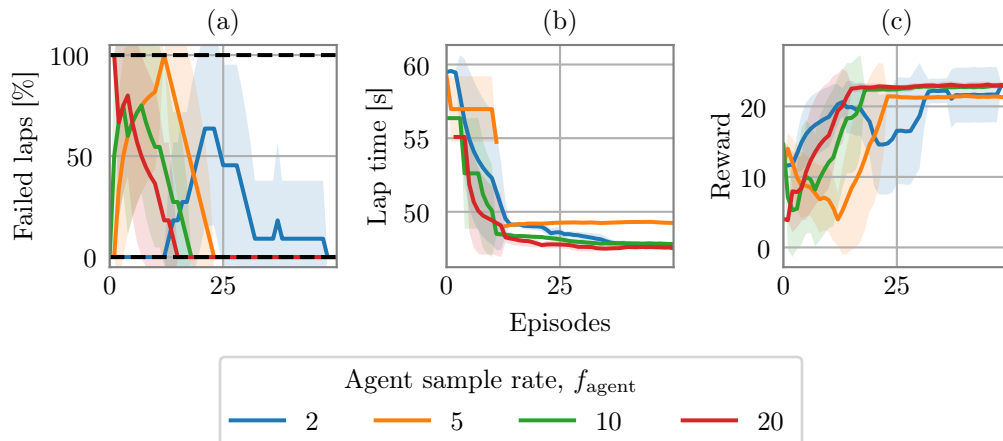 (a)
(b)
(c)
Failed laps [%]
100
50
0
0
25
Lap time [s]
60
55
50
0
25
Reward
20
10
0
0
25
Episodes
Agent sample rate, f_agent
2
5
10
20